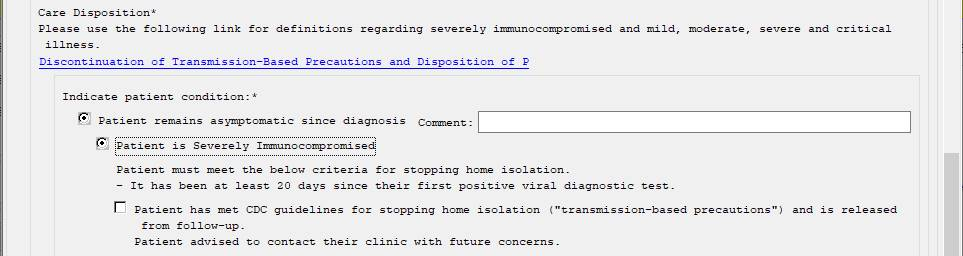 Care Disposition*
Please use the following link for definitions regarding severely immunocompromised and mild, moderate, severe and critical
illness.
Discontinuation of Transmission-Based Precautions and Disposition of P
Indicate patient condition:*
Patient remains asymptomatic since diagnosis Comment:
Patient is Severely Immunocompromised
Patient must meet the below criteria for stopping home isolation.
- It has been at least 20 days since their first positive viral diagnostic test.
Patient has met CDC guidelines for stopping home isolation ("transmission-based precautions") and is released
from follow-up.
Patient advised to contact their clinic with future concerns.